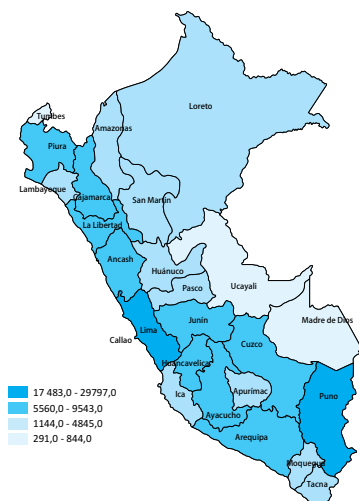 Loreto
Tumbes
Amazonas
Piura
Lambayeque
Cajamarca
San Martín
La Libertad
Ancash
Huánuco
Ucayali
Pasco
Madre de Dios
Junín
Lima
Callao
Cuzco
Huancavelica
Puno
Ica
Apurímac
Ayacucho
Arequipa
Moquegua
Tacna
17 483,0 - 29797,0
5560,0 - 9543,0
1144,0 - 4845,0
291,0 - 844,0